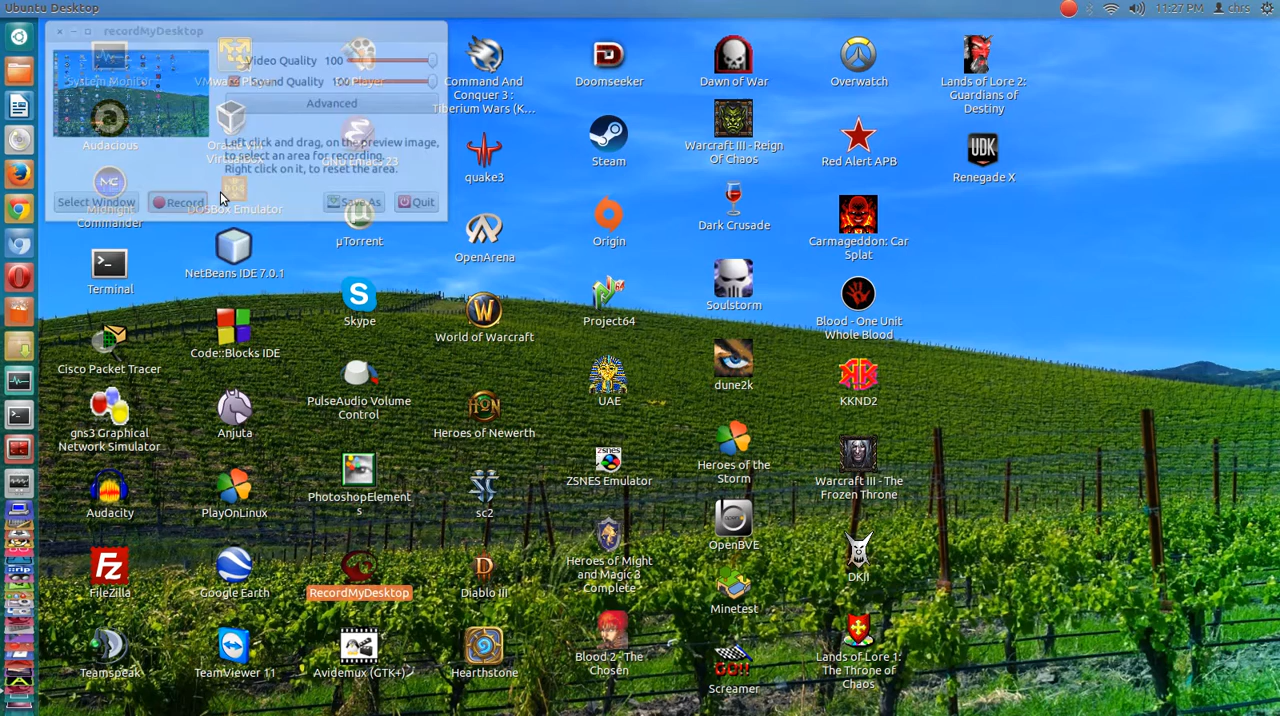 Ubuntu Desktop
11:27 PM
chrs
recordMyDesktop
Video Quality 100
Sound Quality 100
Advanced
Left click and drag, on the preview image,
to select an area for recording.
Right click on it, to reset the area.
Select Window
Record
Save As
Quit
System Monitor
Audacious
Midnight
Commander
Terminal
Cisco Packet Tracer
gns3 Graphical
Network Simulator
Audacity
FileZilla
Teamspeak
DOSBox Emulator
NetBeans IDE 7.0.1
Code::Blocks IDE
Anjuta
PlayOnLinux
Google Earth
TeamViewer 11
µTorrent
Skype
PulseAudio Volume
Control
PhotoshopElement
s
RecordMyDesktop
Avidemux (GTK+)
Command And
Conquer 3 :
Tiberium Wars (K...
quake3
OpenArena
World of Warcraft
Heroes of Newerth
sc2
Diablo III
Hearthstone
Doomseeker
Steam
Origin
Project64
UAE
ZSNES Emulator
Heroes of Might
and Magic 3
Complete
Blood 2 - The
Chosen
Dawn of War
Warcraft III - Reign
Of Chaos
Dark Crusade
Soulstorm
dune2k
Heroes of the
Storm
OpenBVE
Minetest
GO!!
Screamer
Overwatch
Red Alert APB
Carmageddon: Car
Splat
Blood - One Unit
Whole Blood
KKND2
Warcraft III - The
Frozen Throne
DKII
Lands of Lore 1:
The Throne of
Chaos
Lands of Lore 2:
Guardians of
Destiny
UDK
Renegade X